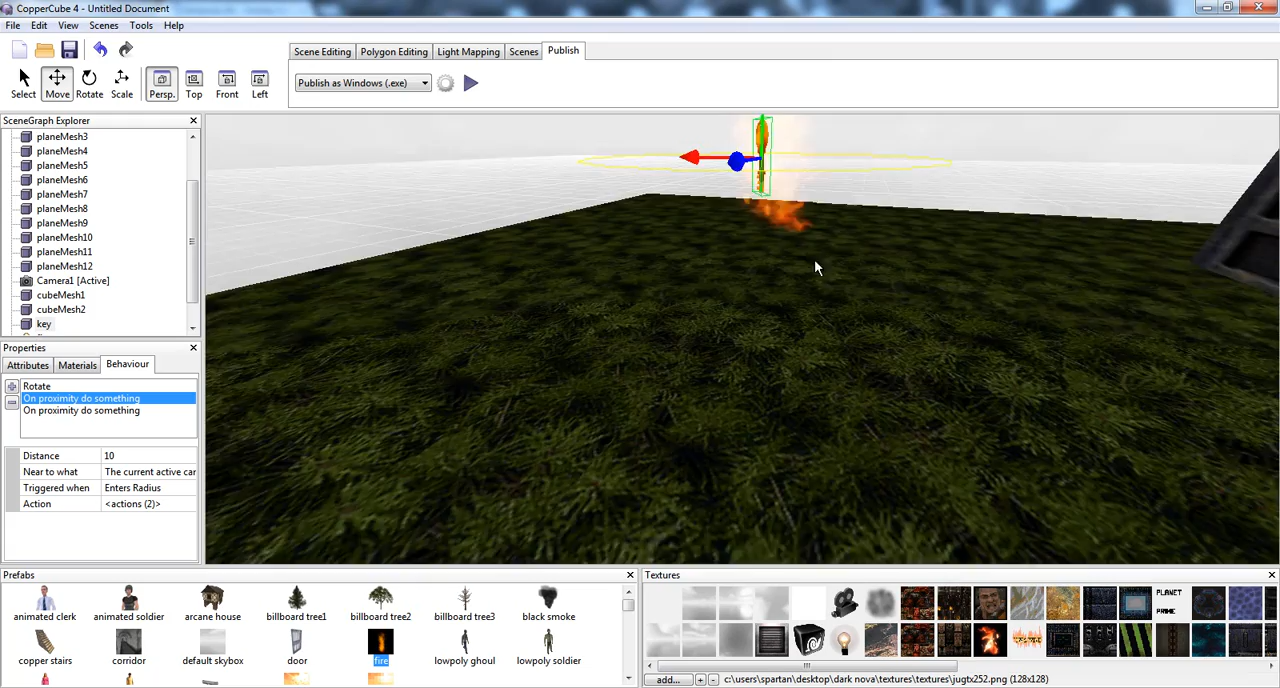 CopperCube 4 - Untitled Document
File Edit View Scenes Tools Help
Scene Editing Polygon Editing Light Mapping Scenes Publish
Publish as Windows (.exe)
Select Move Rotate Scale Persp. Top Front Left
SceneGraph Explorer
planeMesh3
planeMesh4
planeMesh5
planeMesh6
planeMesh7
planeMesh8
planeMesh9
planeMesh10
planeMesh11
planeMesh12
Camera1 [Active]
cubeMesh1
cubeMesh2
key
Properties
Attributes Materials Behaviour
Rotate
On proximity do something
On proximity do something
Distance 10
Near to what The current active car
Triggered when Enters Radius
Action <actions (2)>
Prefabs
animated clerk animated soldier arcane house billboard tree1 billboard tree2 billboard tree3 black smoke
copper stairs corridor default skybox door fire lowpoly ghoul lowpoly soldier
Textures
PLANET
PRIME
add... + - c:\users\spartan\desktop\dark nova\textures\textures\jugtx252.png (128x128)